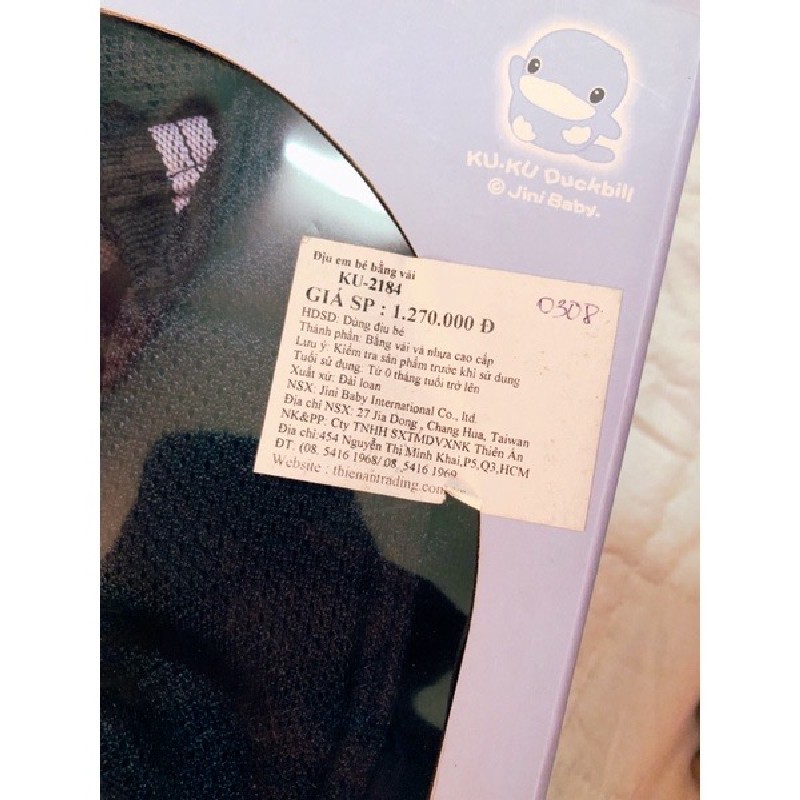 KU.KU Duckbill
© Jini Baby.
Địu em bé bằng vải
KU-2184
0308
GIÁ SP : 1.270.000 Đ
HDSD: Dùng địu bé
Thành phần: Bằng vải và nhựa cao cấp
Lưu ý: Kiểm tra sản phẩm trước khi sử dung
Tuổi sử dụng. Từ 0 tháng tuổi trở lên
Xuất xứ: Đài loan
NSX: Jini Baby International Co., ltd.
Địa chỉ NSX: 27 Jia Dong , Chang Hua, Taiwan
NK&PP: Cty TNHH SXTMDVXNK Thiên Ân
Địa chỉ:454 Nguyễn Thị Minh Khai,P5,Q3,HCM
ĐT. (08. 5416 1968/ 08. 5416 1969
Website : thienantrading.com